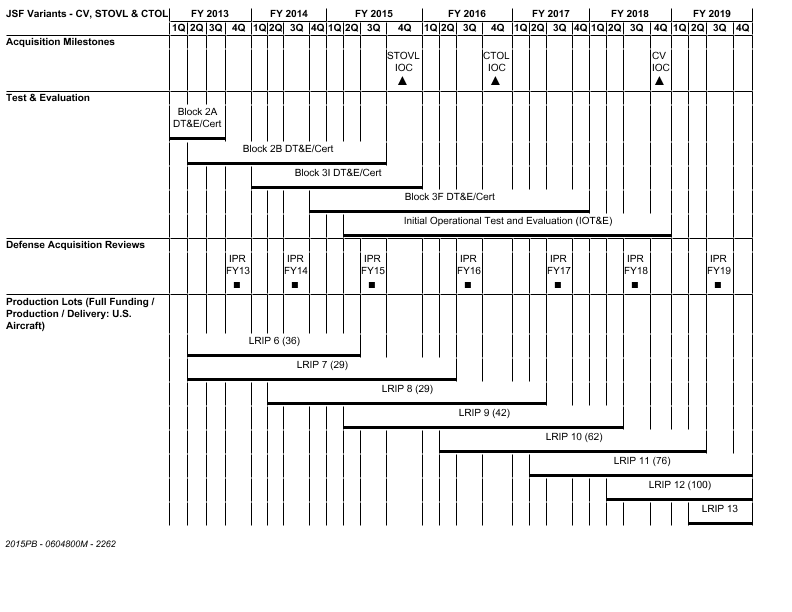 JSF Variants - CV, STOVL & CTOL FY 2013 FY 2014 FY 2015 FY 2016 FY 2017 FY 2018 FY 2019
1Q 2Q 3Q 4Q 1Q 2Q 3Q 4Q 1Q 2Q 3Q 4Q 1Q 2Q 3Q 4Q 1Q 2Q 3Q 4Q 1Q 2Q 3Q 4Q 1Q 2Q 3Q 4Q
Acquisition Milestones
STOVL CTOL CV
IOC IOC IOC
Test & Evaluation
Block 2A
DT&E/Cert
Block 2B DT&E/Cert
Block 3I DT&E/Cert
Block 3F DT&E/Cert
Initial Operational Test and Evaluation (IOT&E)
Defense Acquisition Reviews
IPR IPR IPR IPR IPR IPR IPR
FY13 FY14 FY15 FY16 FY17 FY18 FY19
Production Lots (Full Funding /
Production / Delivery: U.S.
Aircraft)
LRIP 6 (36)
LRIP 7 (29)
LRIP 8 (29)
LRIP 9 (42)
LRIP 10 (62)
LRIP 11 (76)
LRIP 12 (100)
LRIP 13
2015PB - 0604800M - 2262